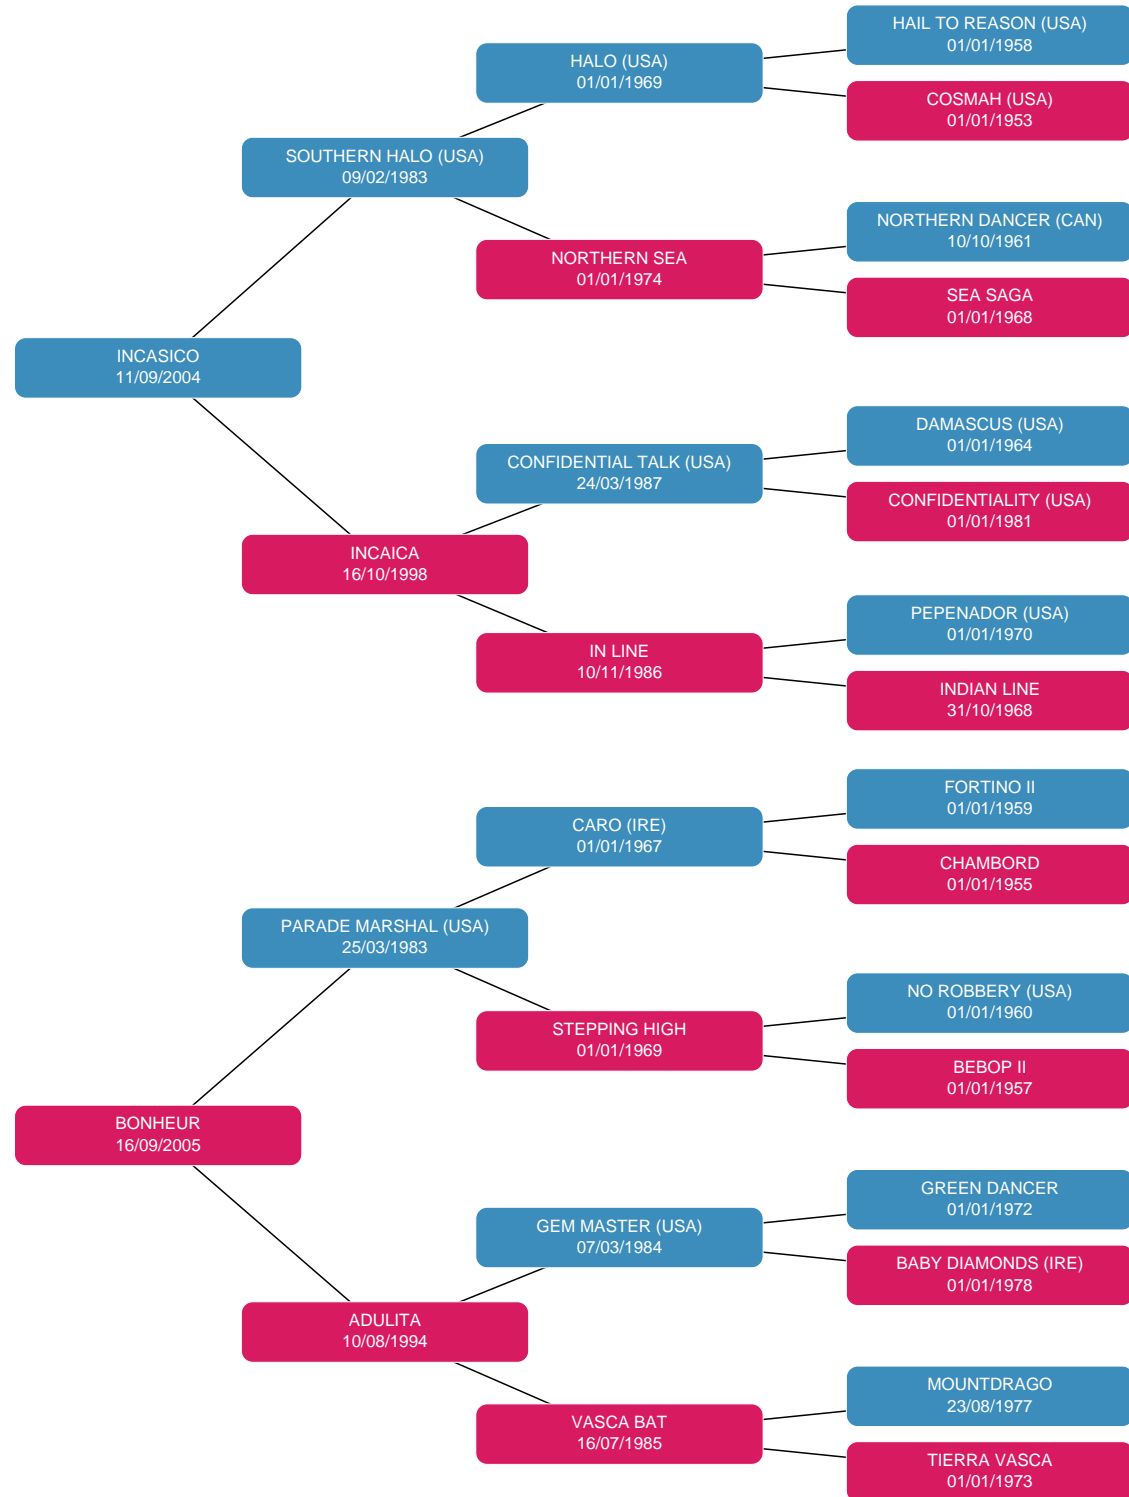 HAIL TO REASON (USA)
01/01/1958
HALO (USA)
01/01/1969
COSMAH (USA)
01/01/1953
SOUTHERN HALO (USA)
09/02/1983
NORTHERN DANCER (CAN)
10/10/1961
NORTHERN SEA
01/01/1974
SEA SAGA
01/01/1968
INCASICO
11/09/2004
DAMASCUS (USA)
01/01/1964
CONFIDENTIAL TALK (USA)
24/03/1987
CONFIDENTIALITY (USA)
01/01/1981
INCAICA
16/10/1998
PEPENADOR (USA)
01/01/1970
IN LINE
10/11/1986
INDIAN LINE
31/10/1968
FORTINO II
01/01/1959
CARO (IRE)
01/01/1967
CHAMBORD
01/01/1955
PARADE MARSHAL (USA)
25/03/1983
NO ROBBERY (USA)
01/01/1960
STEPPING HIGH
01/01/1969
BEBOP II
01/01/1957
BONHEUR
16/09/2005
GREEN DANCER
01/01/1972
GEM MASTER (USA)
07/03/1984
BABY DIAMONDS (IRE)
01/01/1978
ADULITA
10/08/1994
MOUNTDRAGO
23/08/1977
VASCA BAT
16/07/1985
TIERRA VASCA
01/01/1973